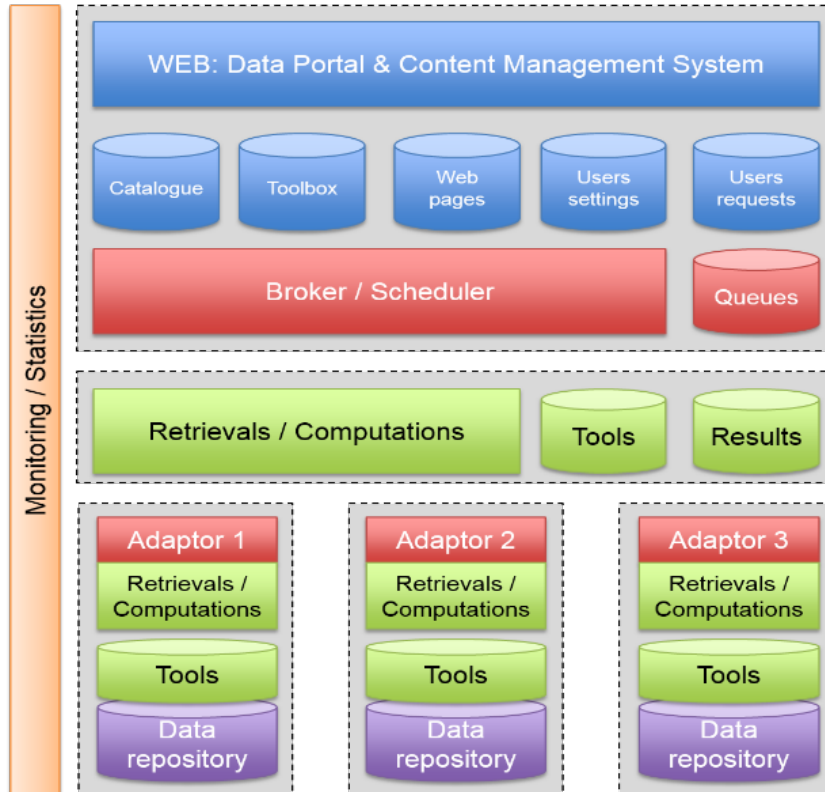 Monitoring / Statistics
WEB: Data Portal & Content Management System
Catalogue
Toolbox
Web
pages
Users
settings
Users
requests
Broker / Scheduler
Queues
Retrievals / Computations
Tools
Results
Adaptor 1
Retrievals /
Computations
Tools
Data
repository
Adaptor 2
Retrievals /
Computations
Tools
Data
repository
Adaptor 3
Retrievals /
Computations
Tools
Data
repository